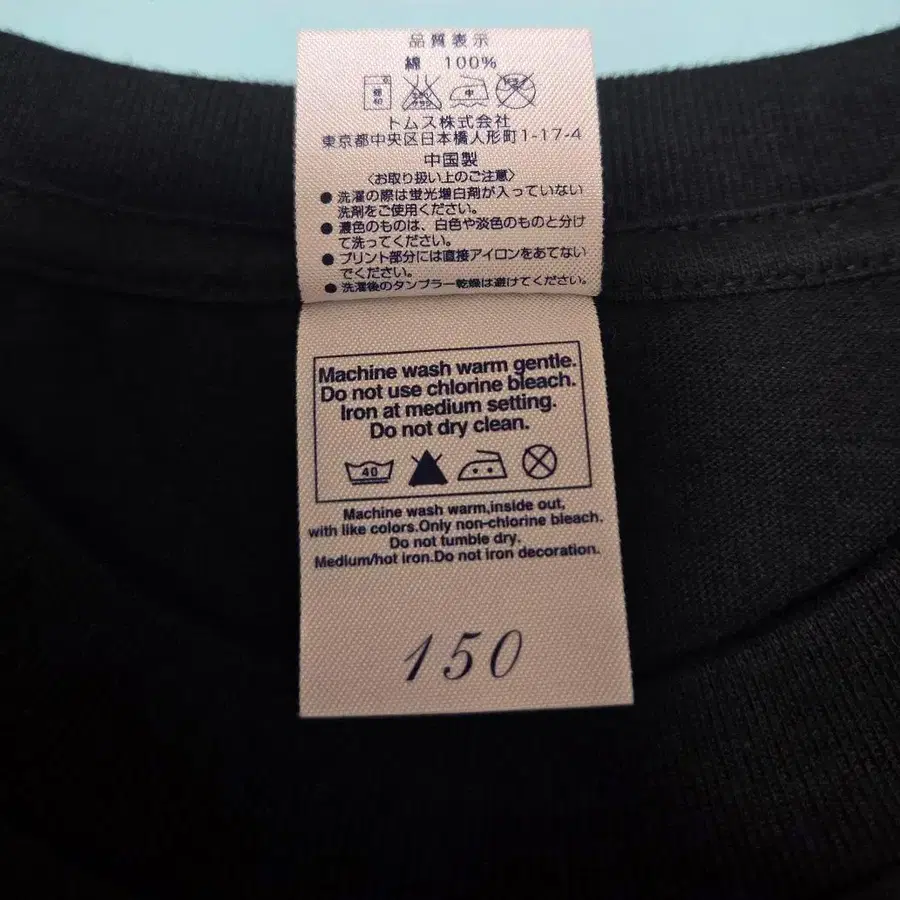 品質表示
綿 100%
中
トムス株式会社
東京都中央区日本橋人形町1-17-4
中国製
〈お取り扱い上のご注意〉
● 洗濯の際は蛍光増白剤が入っていない
洗剤をご使用ください。
● 濃色のものは、白色や淡色のものと分け
て洗ってください。
● プリント部分には直接アイロンをあてない
でください。
● 洗濯後のタンブラー乾燥は避けてください。
Machine wash warm gentle.
Do not use chlorine bleach.
Iron at medium setting.
Do not dry clean.
40
Machine wash warm,inside out,
with like colors.Only non-chlorine bleach.
Do not tumble dry.
Medium/hot iron.Do not iron decoration.
150